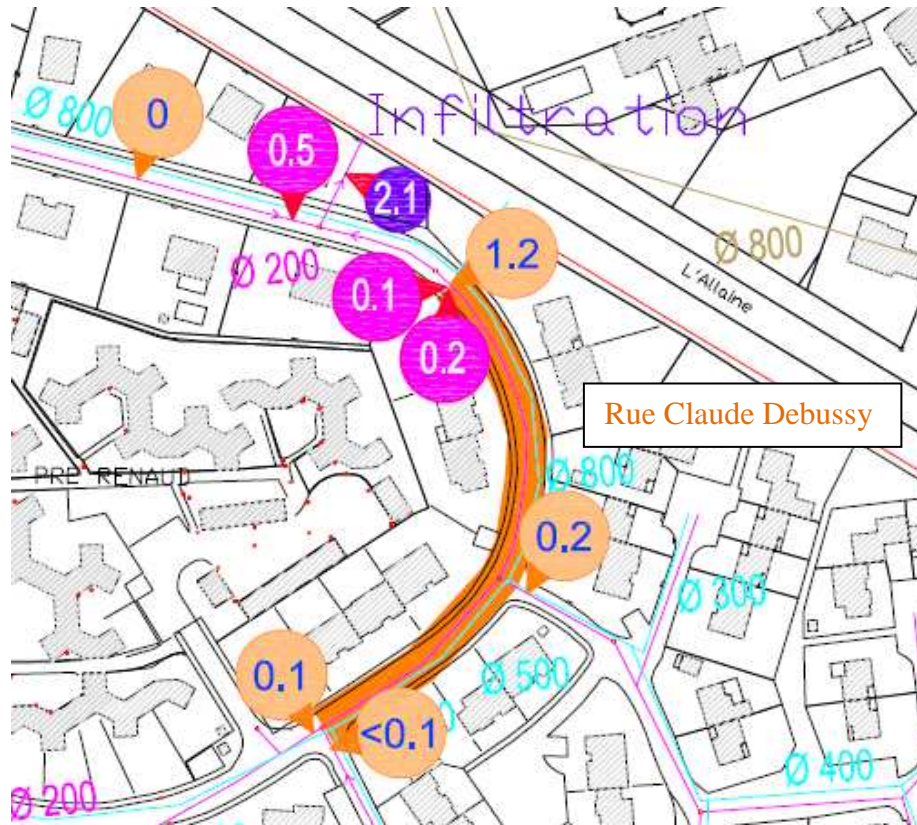 Ø 800
0
Infiltration
0.5
2.1
Ø 200
1.2
Ø 800
L'Allaine
0.1
0.2
Rue Claude Debussy
PRE RENAUD
Ø 800
0.2
Ø 300
0.1
Ø 500
<0.1
Ø 400
Ø 200